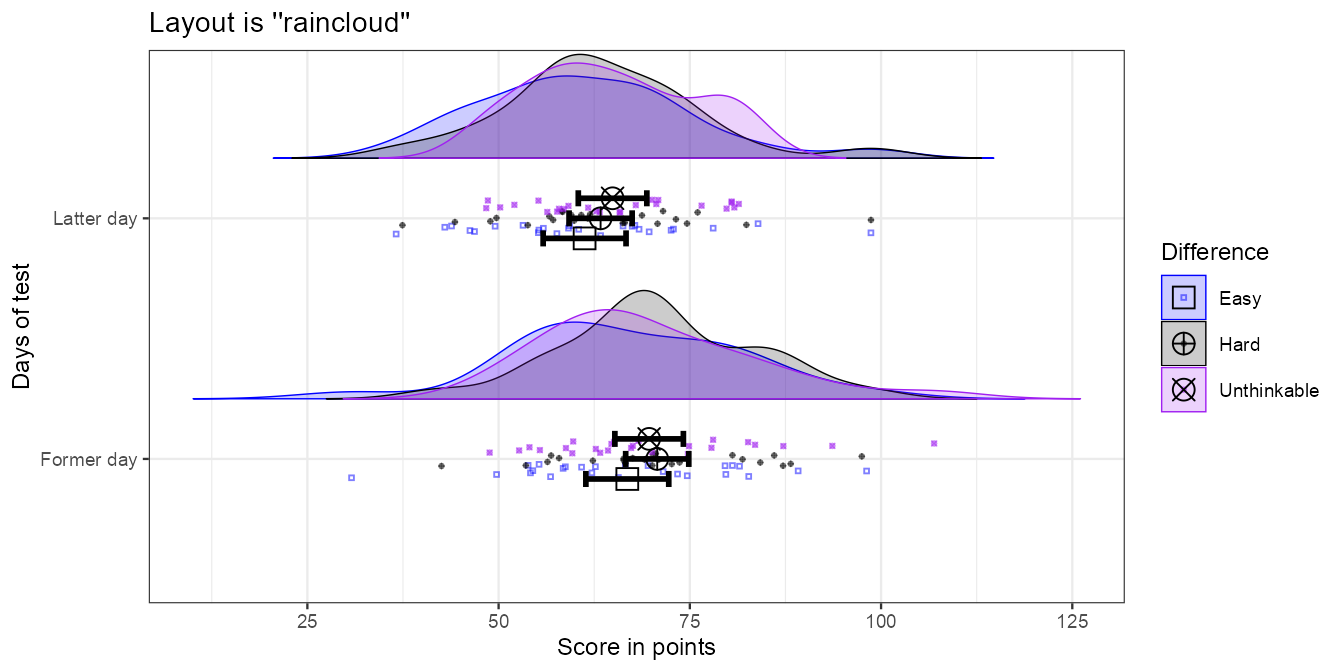 Layout is "raincloud"
Days of test
Latter day
Former day
25 50 75 100 125
Score in points
Difference
Easy
Hard
Unthinkable